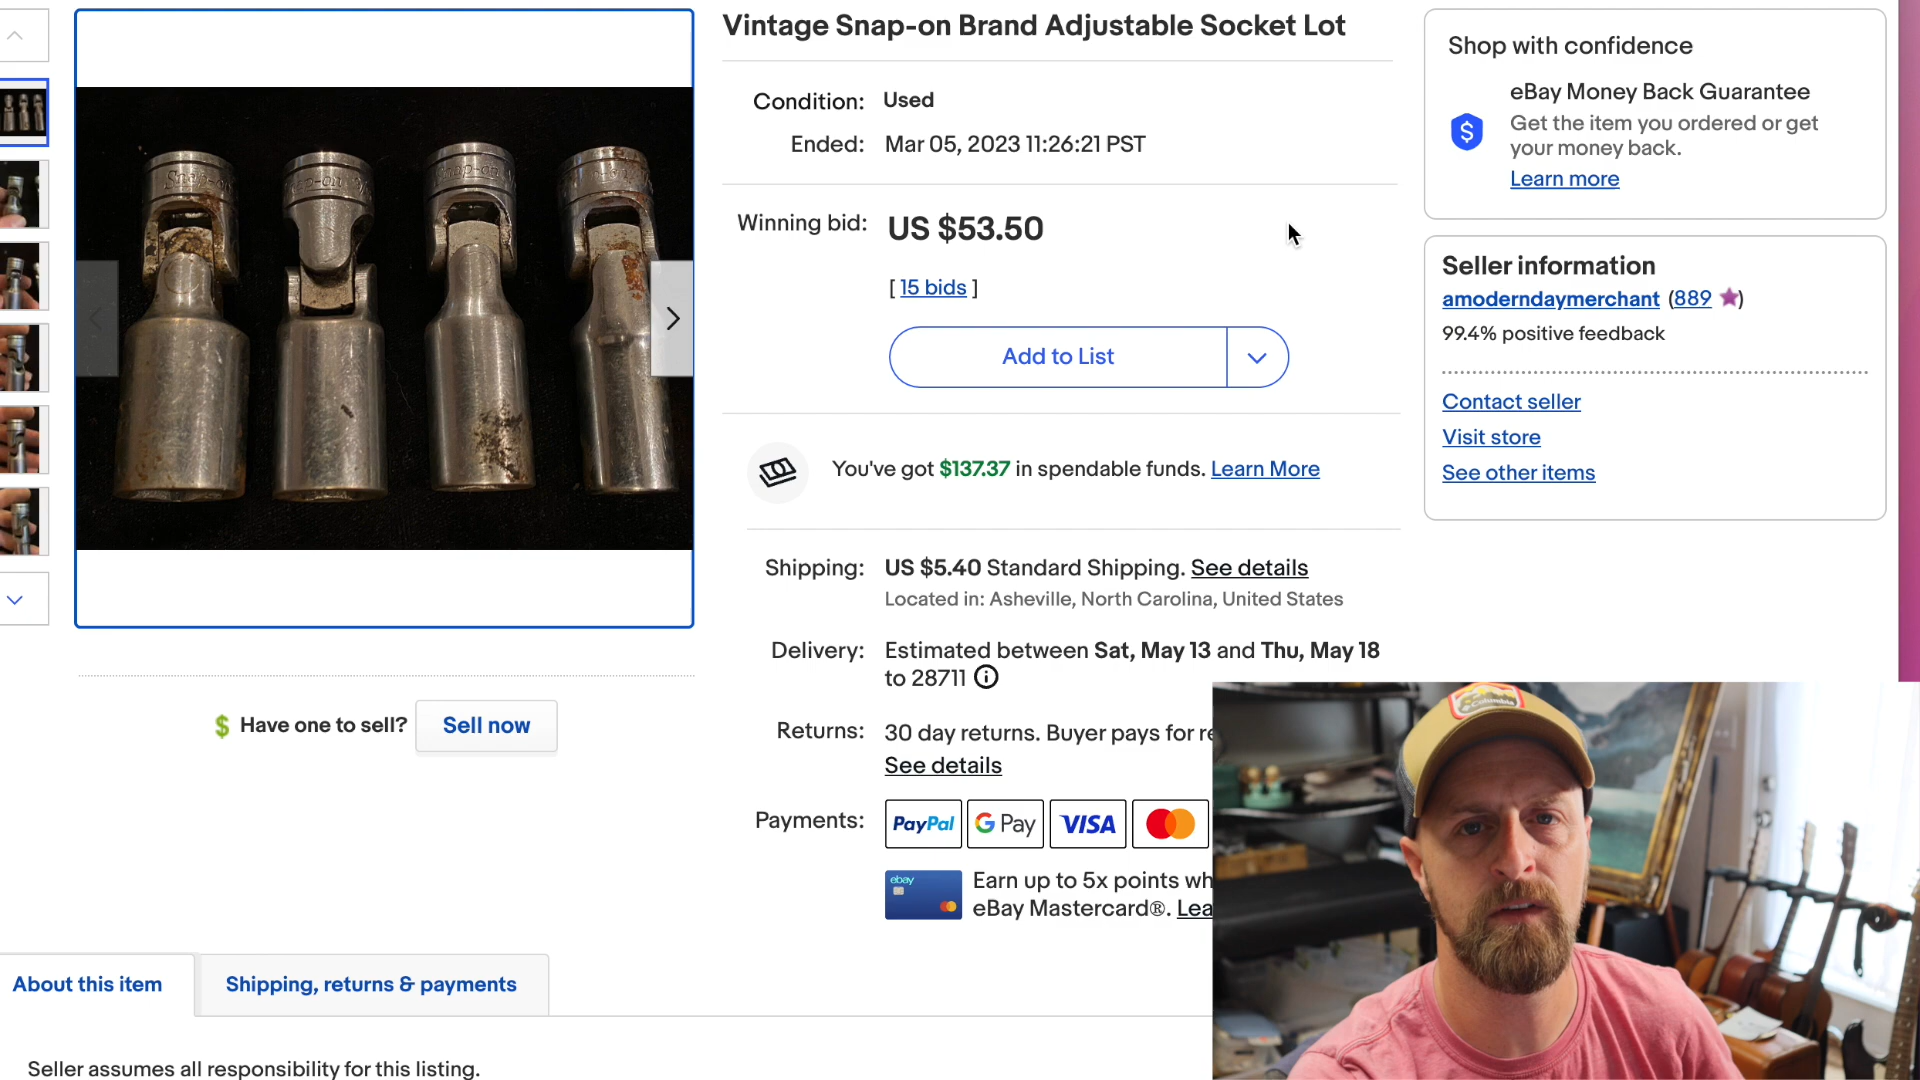 Vintage Snap-on Brand Adjustable Socket Lot
Condition: Used
Ended: Mar 05, 2023 11:26:21 PST
Winning bid: US $53.50
[ 15 bids ]
Add to List
You've got $137.37 in spendable funds. Learn More
Shipping: US $5.40 Standard Shipping. See details
Located in: Asheville, North Carolina, United States
Delivery: Estimated between Sat, May 13 and Thu, May 18
to 28711
Returns: 30 day returns. Buyer pays for re
See details
Payments: PayPal G Pay VISA
ebay
Earn up to 5x points wh
eBay Mastercard®. Lea
Shop with confidence
eBay Money Back Guarantee
Get the item you ordered or get
your money back.
Learn more
Seller information
amoderndaymerchant (889)
99.4% positive feedback
Contact seller
Visit store
See other items
Snap-on
Have one to sell? Sell now
About this item
Shipping, returns & payments
Seller assumes all responsibility for this listing.
Columbia